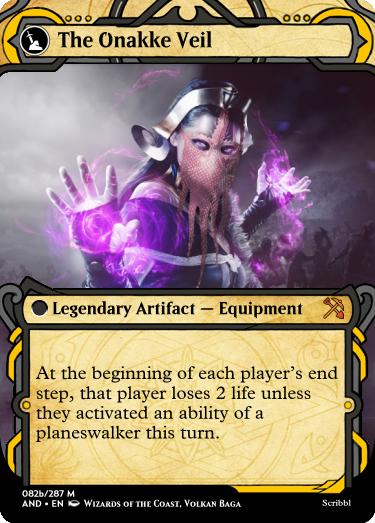 The Onakke Veil
Legendary Artifact — Equipment
At the beginning of each player's end
step, that player loses 2 life unless
they activated an ability of a
planeswalker this turn.
082b/287 M
AND • EN Wizards of the Coast, Volkan Baga
Scribbl